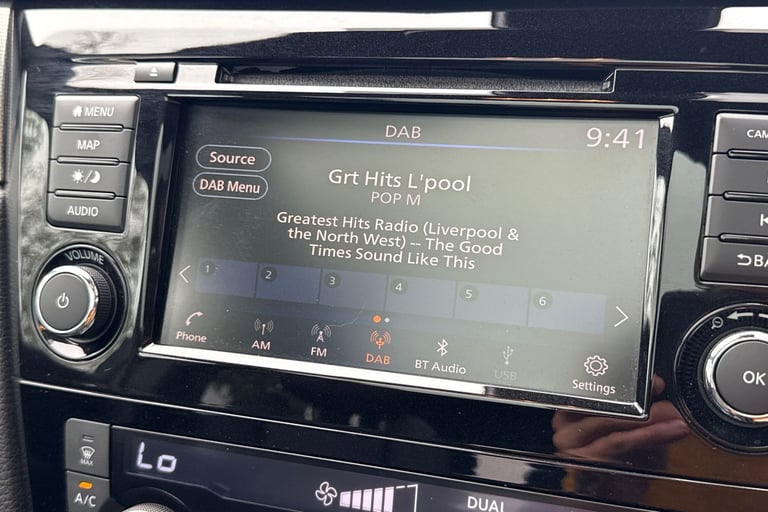 MENU
MAP
AUDIO
VOLUME
DAB
9:41
Source
DAB Menu
Grt Hits L'pool
POP M
Greatest Hits Radio (Liverpool &
the North West) -- The Good
Times Sound Like This
1 2 3 4 5 6
Phone AM FM DAB BT Audio USB Settings
CAM
BA
OK
MAX
A/C
Lo
DUAL